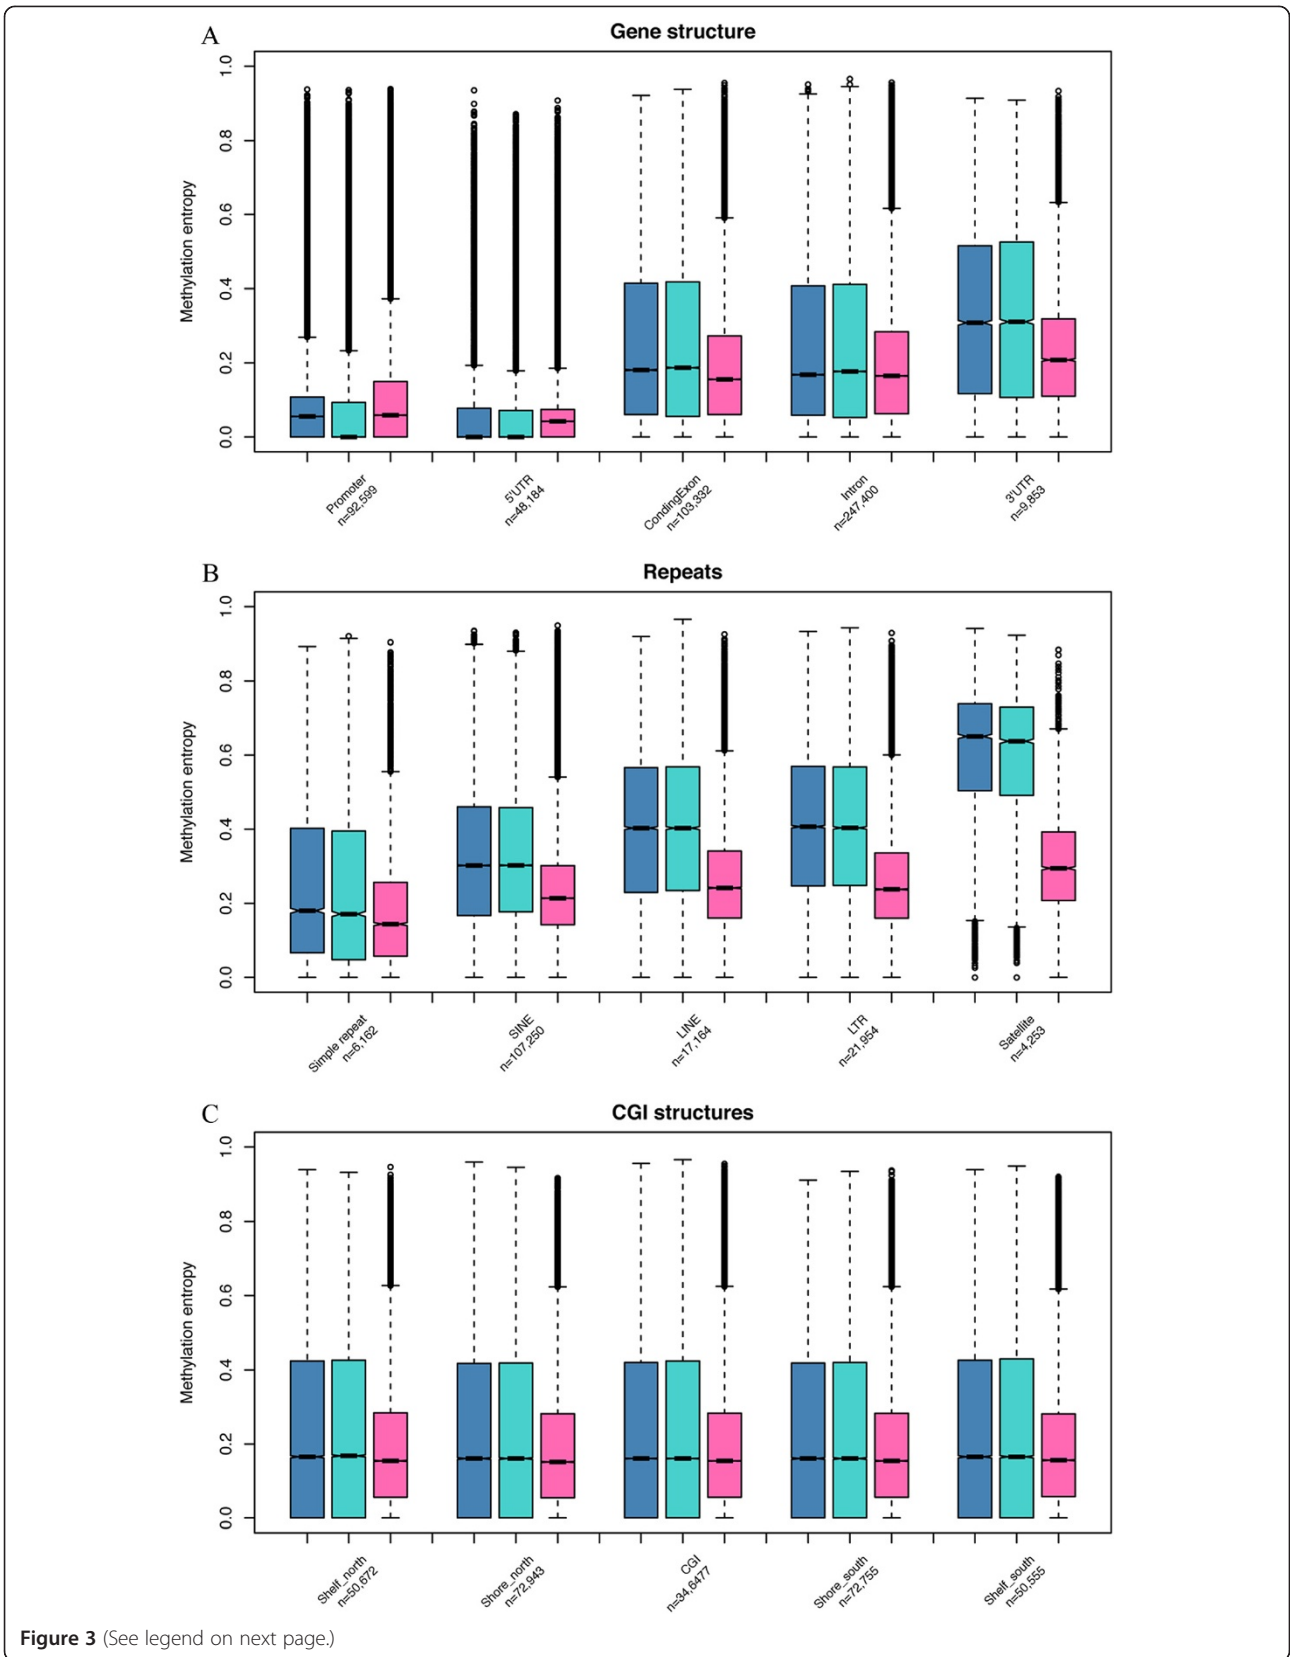 A
Gene structure
Methylation entropy
1.0
0.8
0.6
0.4
0.2
0.0
Promoter
n=92,599
5'UTR
n=48,184
CondingExon
n=103,332
Intron
n=247,400
3'UTR
n=9,853
B
Repeats
Methylation entropy
1.0
0.8
0.6
0.4
0.2
0.0
Simple repeat
n=6,162
SINE
n=107,250
LINE
n=17,164
LTR
n=21,954
Satellite
n=4,253
C
CGI structures
Methylation entropy
1.0
0.8
0.6
0.4
0.2
0.0
Shelf_north
n=50,672
Shore_north
n=72,943
CGI
n=34,6477
Shore_south
n=72,755
Shelf_south
n=50,555
Figure 3 (See legend on next page.)